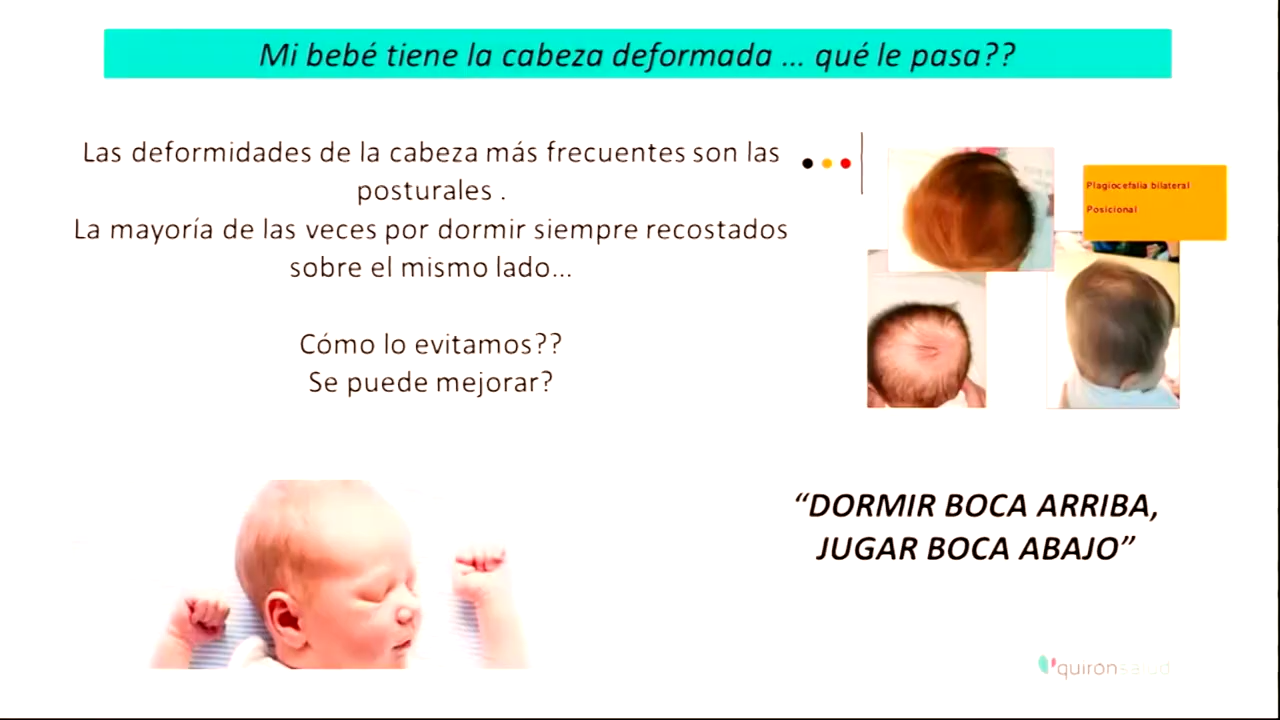 Mi bebé tiene la cabeza deformada ... qué le pasa??
Las deformidades de la cabeza más frecuentes son las
posturales .
La mayoría de las veces por dormir siempre recostados
sobre el mismo lado...
Cómo lo evitamos??
Se puede mejorar?
Plagiocefalia bilateral
Posicional
“DORMIR BOCA ARRIBA,
JUGAR BOCA ABAJO”
quironsalud